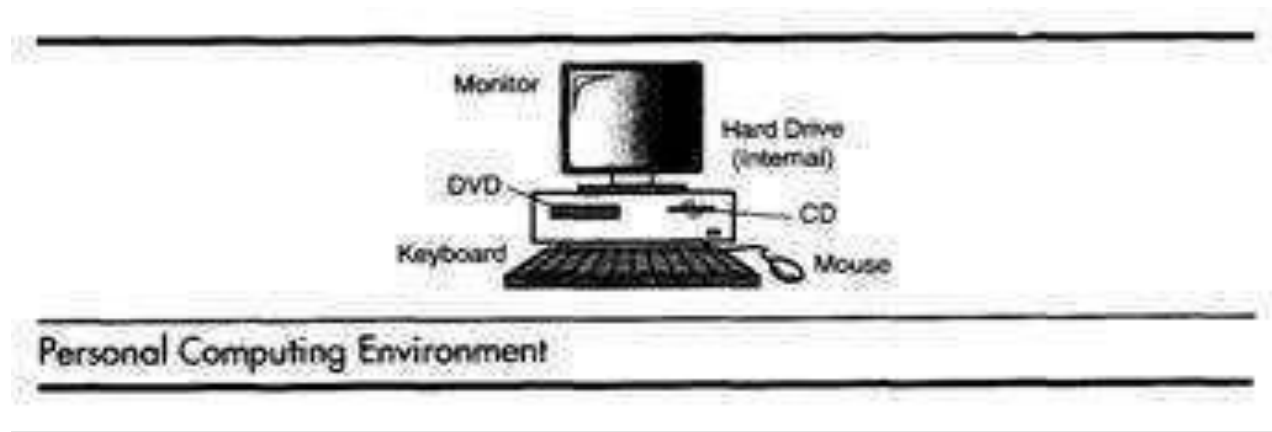 Monitor
Hard Drive
(Internal)
DVD
CD
Keyboard
Mouse
Personal Computing Environment